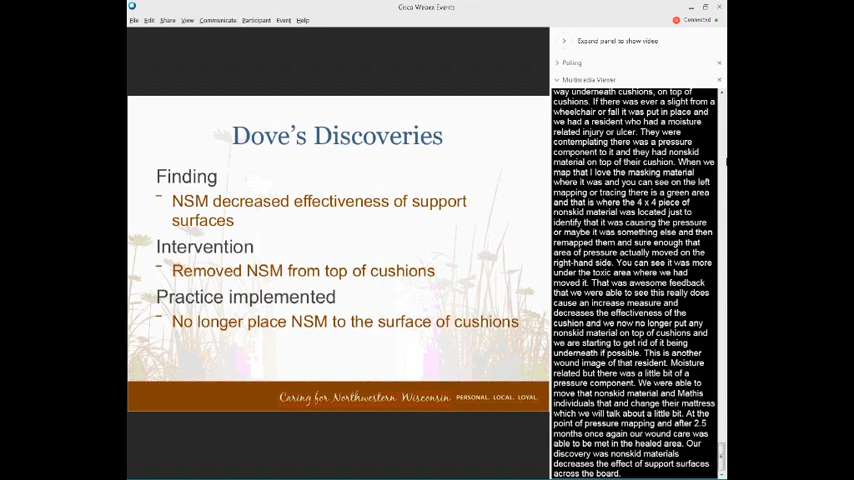 Cisco Webex Events
File Edit Share View Communicate Participant Event Help
Connected
Expand panel to show video
Polling
Multimedia Viewer
Dove's Discoveries
Finding
- NSM decreased effectiveness of support
surfaces
Intervention
- Removed NSM from top of cushions
Practice implemented
- No longer place NSM to the surface of cushions
Caring for Northwestern Wisconsin PERSONAL. LOCAL. LOYAL.
way underneath cushions, on top of
cushions. If there was ever a slight from a
wheelchair or fall it was put in place and
we had a resident who had a moisture
related injury or ulcer. They were
contemplating there was a pressure
component to it and they had nonskid
material on top of their cushion. When we
map that I love the masking material
where it was and you can see on the left
mapping or tracing there is a green area
and that is where the 4 x 4 piece of
nonskid material was located just to
identify that it was causing the pressure
or maybe it was something else and then
remapped them and sure enough that
area of pressure actually moved on the
right-hand side. You can see it was more
under the toxic area where we had
moved it. That was awesome feedback
that we were able to see this really does
cause an increase measure and
decreases the effectiveness of the
cushion and we now no longer put any
nonskid material on top of cushions and
we are starting to get rid of it being
underneath if possible. This is another
wound image of that resident. Moisture
related but there was a little bit of a
pressure component. We were able to
move that nonskid material and Mathis
individuals that and change their mattress
which we will talk about a little bit. At the
point of pressure mapping and after 2.5
months once again our wound care was
able to be met in the healed area. Our
discovery was nonskid materials
decreases the effect of support surfaces
across the board.